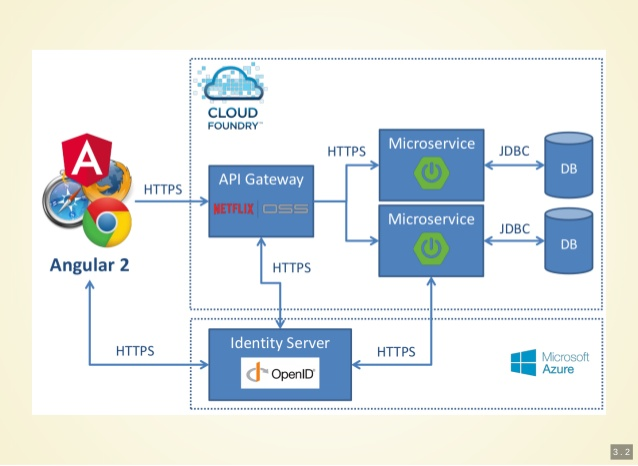 CLOUD
FOUNDRY™
HTTPS
Microservice
JDBC
DB
A
HTTPS
API Gateway
NETFLIX | OSS
Microservice
JDBC
DB
Angular 2
HTTPS
Identity Server
OpenID®
HTTPS
HTTPS
Microsoft
Azure
3.2